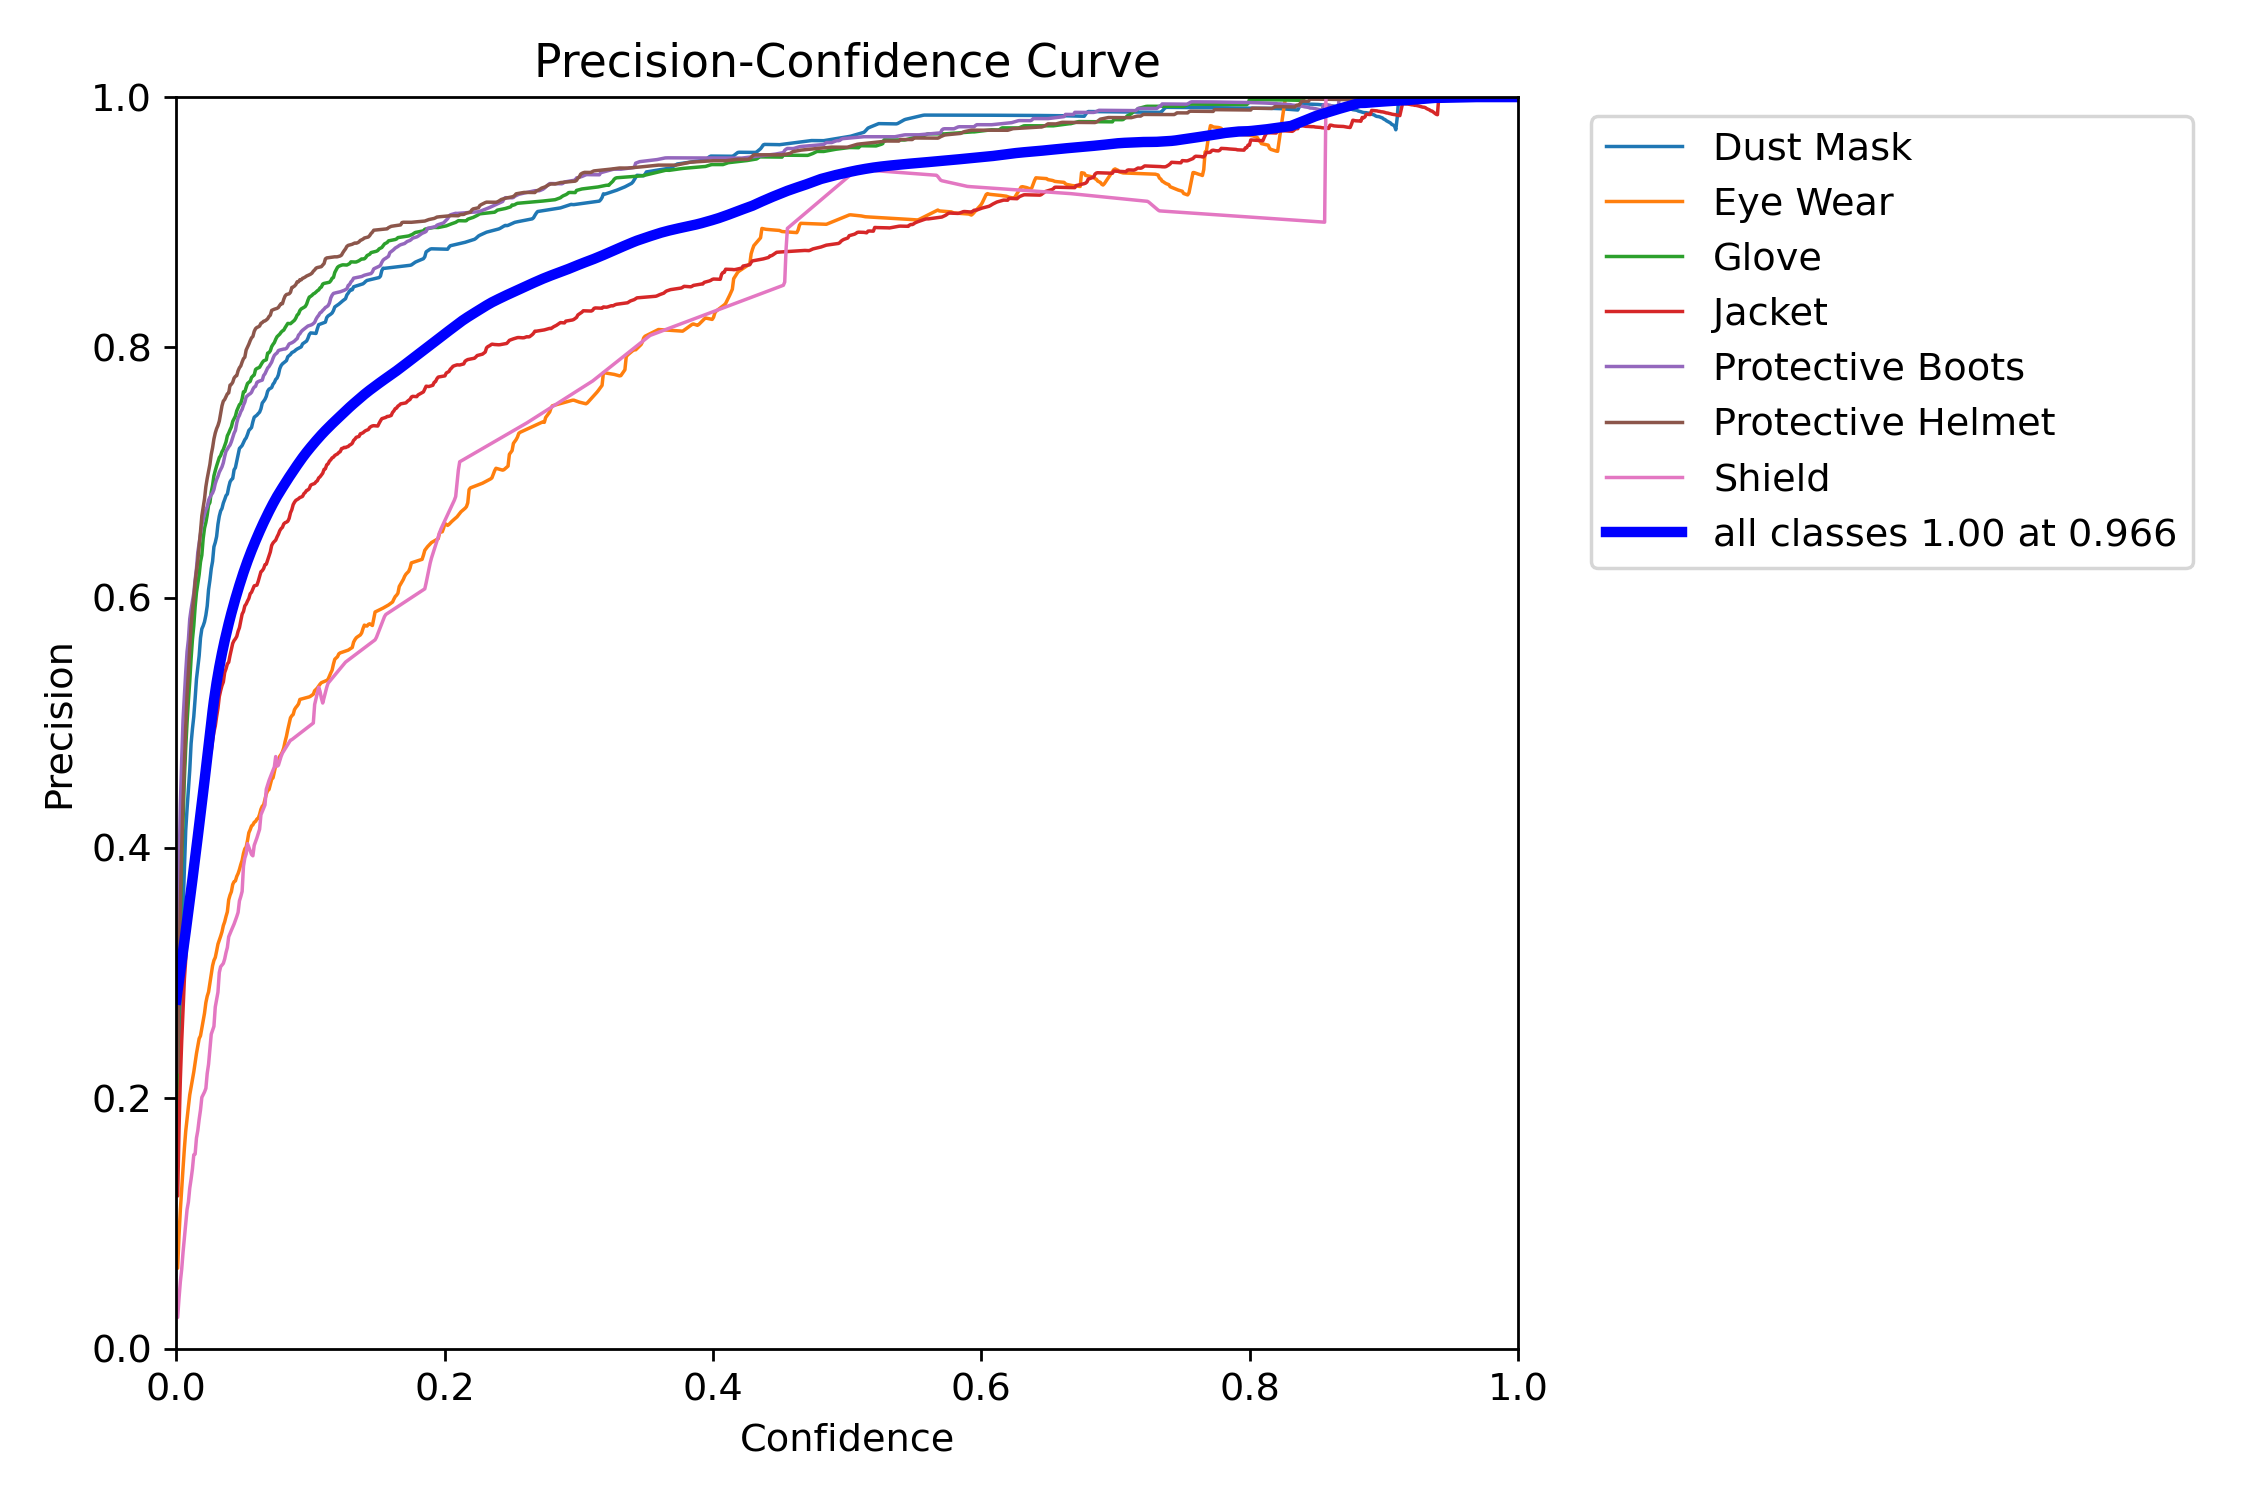 Precision-Confidence Curve
1.0
0.8
0.6
0.4
0.2
0.0
Precision
0.0 0.2 0.4 0.6 0.8 1.0
Confidence
Dust Mask
Eye Wear
Glove
Jacket
Protective Boots
Protective Helmet
Shield
all classes 1.00 at 0.966